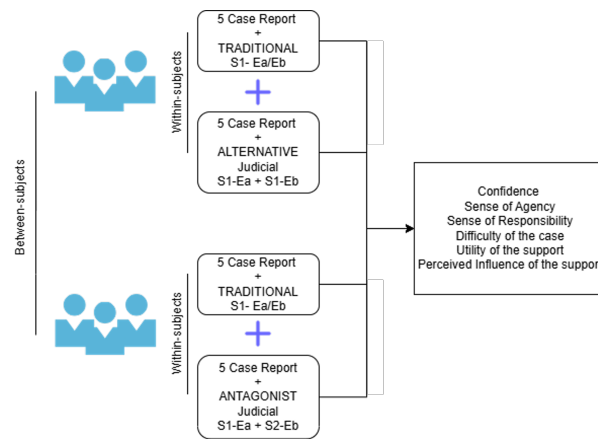 Between-subjects
Within-subjects
5 Case Report
+
TRADITIONAL
S1- Ea/Eb
5 Case Report
+
ALTERNATIVE
Judicial
S1-Ea + S1-Eb
Within-subjects
5 Case Report
+
TRADITIONAL
S1- Ea/Eb
5 Case Report
+
ANTAGONIST
Judicial
S1-Ea + S2-Eb
Confidence
Sense of Agency
Sense of Responsibility
Difficulty of the case
Utility of the support
Perceived Influence of the suppor